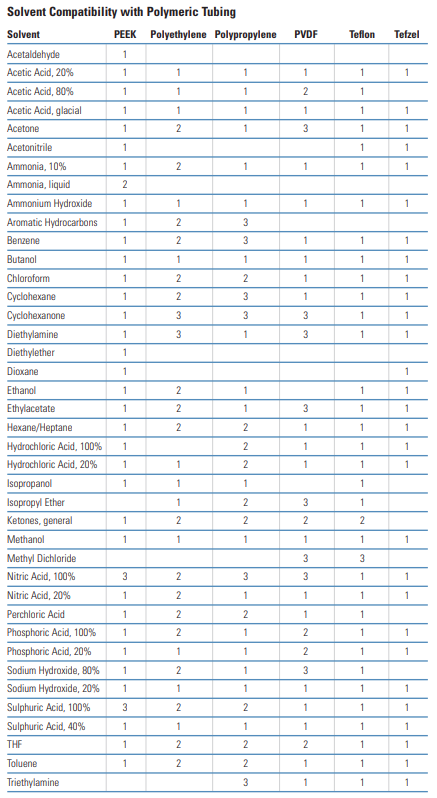 Solvent Compatibility with Polymeric Tubing
Solvent PEEK Polyethylene Polypropylene PVDF Teflon Tefzel
Acetaldehyde 1
Acetic Acid, 20% 1 1 1 1 1 1
Acetic Acid, 80% 1 1 1 2 1
Acetic Acid, glacial 1 1 1 1 1 1
Acetone 1 2 1 3 1 1
Acetonitrile 1 1 1
Ammonia, 10% 1 2 1 1 1 1
Ammonia, liquid 2
Ammonium Hydroxide 1 1 1 1 1 1
Aromatic Hydrocarbons 1 2 3
Benzene 1 2 3 1 1 1
Butanol 1 1 1 1 1 1
Chloroform 1 2 2 1 1 1
Cyclohexane 1 2 3 1 1 1
Cyclohexanone 1 3 3 3 1 1
Diethylamine 1 3 1 3 1 1
Diethylether 1
Dioxane 1 1
Ethanol 1 2 1 1 1
Ethylacetate 1 2 1 3 1 1
Hexane/Heptane 1 2 2 1 1 1
Hydrochloric Acid, 100% 1 2 1 1 1
Hydrochloric Acid, 20% 1 1 2 1 1 1
Isopropanol 1 1 1 1
Isopropyl Ether 1 2 3 1
Ketones, general 1 2 2 2 2
Methanol 1 1 1 1 1 1
Methyl Dichloride 3 3
Nitric Acid, 100% 3 2 3 3 1 1
Nitric Acid, 20% 1 2 1 1 1 1
Perchloric Acid 1 2 2 1 1
Phosphoric Acid, 100% 1 2 1 2 1 1
Phosphoric Acid, 20% 1 1 1 2 1 1
Sodium Hydroxide, 80% 1 2 1 3 1
Sodium Hydroxide, 20% 1 1 1 1 1 1
Sulphuric Acid, 100% 3 2 2 1 1 1
Sulphuric Acid, 40% 1 1 1 1 1 1
THF 1 2 2 2 1 1
Toluene 1 2 2 1 1 1
Triethylamine 3 1 1 1